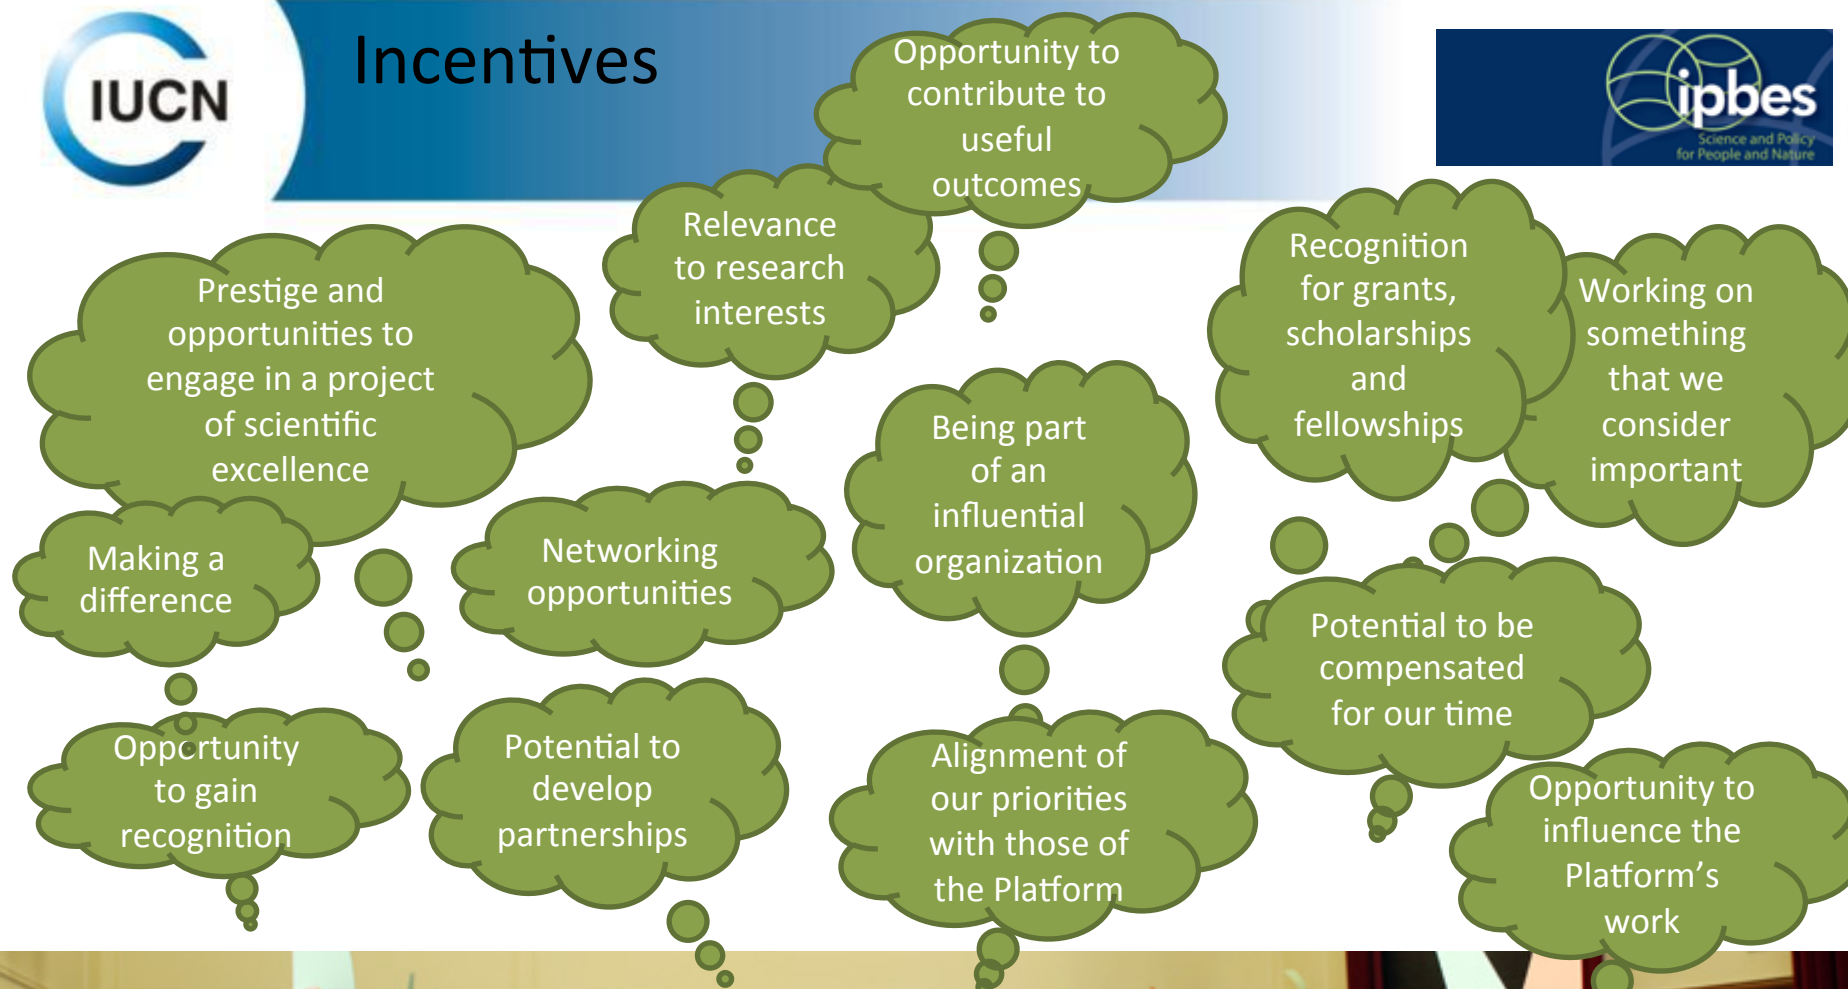 IUCN
Incentives
ipbes
Science and Policy
for People and Nature
Opportunity to
contribute to
useful
outcomes
Relevance
to research
interests
Prestige and
opportunities to
engage in a project
of scientific
excellence
Recognition
for grants,
scholarships
and
fellowships
Working on
something
that we
consider
important
Being part
of an
influential
organization
Making a
difference
Networking
opportunities
Potential to be
compensated
for our time
Opportunity
to gain
recognition
Potential to
develop
partnerships
Alignment of
our priorities
with those of
the Platform
Opportunity to
influence the
Platform’s
work